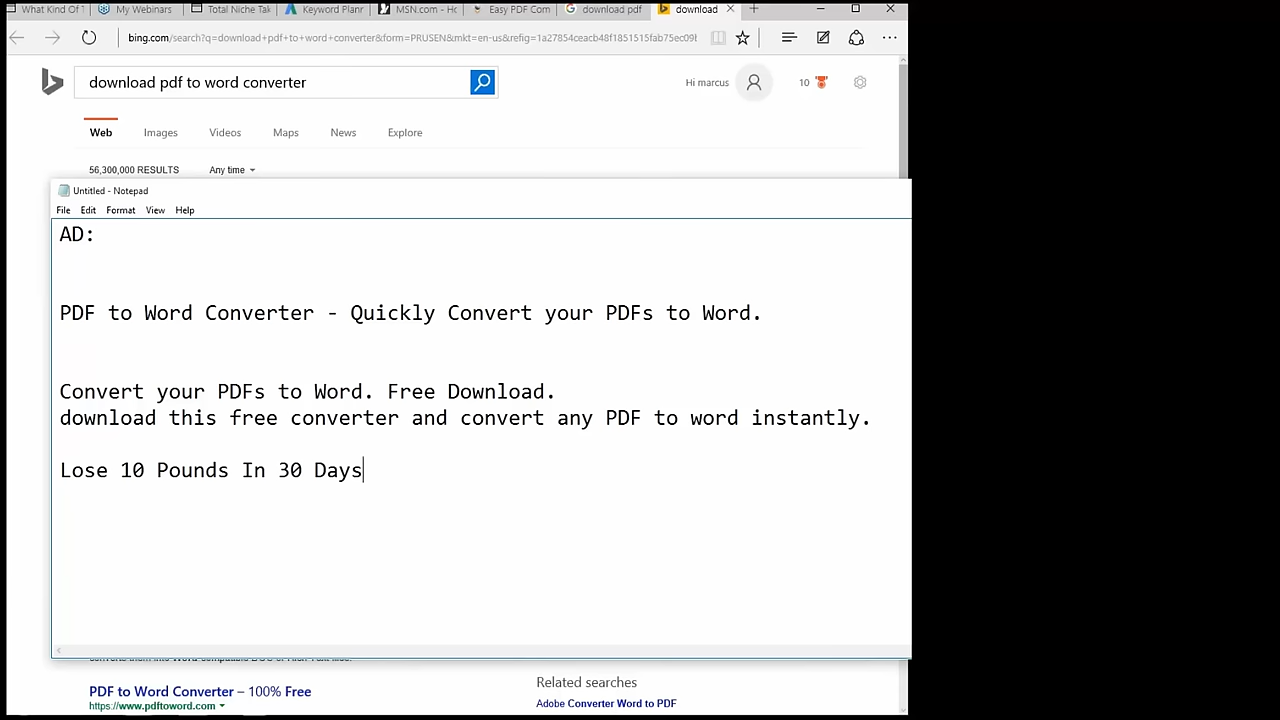 What Kind Of
My Webinars
Total Niche Tak
Keyword Planr
MSN.com - Ho
Easy PDF Com
download pdf
download
bing.com/search?q=download+pdf+to+word+converter&form=PRUSEN&mkt=en-us&refig=1a27854ceacb48f1851515fab75ec09b
download pdf to word converter
Hi marcus
10
Web
Images
Videos
Maps
News
Explore
56,300,000 RESULTS
Any time
Untitled - Notepad
File
Edit
Format
View
Help
AD:
PDF to Word Converter - Quickly Convert your PDFs to Word.
Convert your PDFs to Word. Free Download.
download this free converter and convert any PDF to word instantly.
Lose 10 Pounds In 30 Days
PDF to Word Converter – 100% Free
https://www.pdftoword.com
Related searches
Adobe Converter Word to PDF